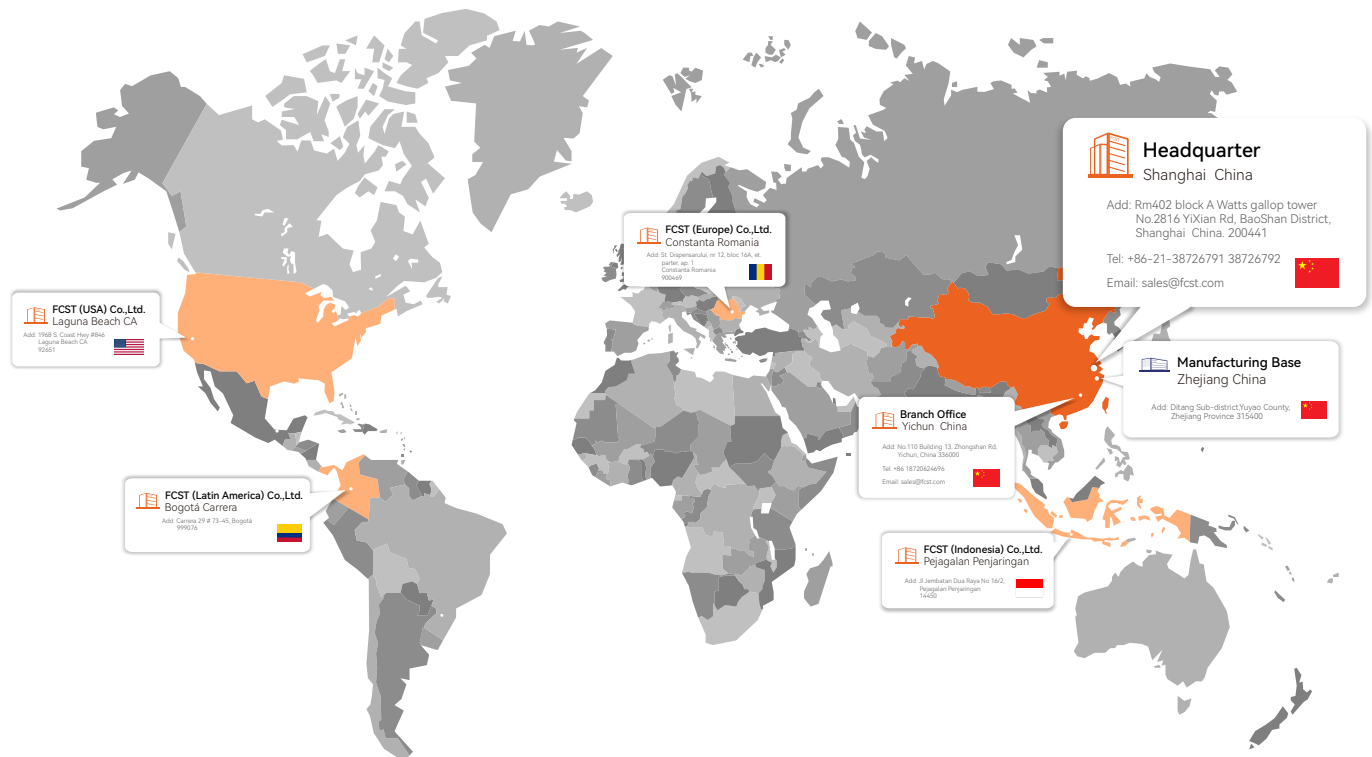 Headquarter
Shanghai China
Add: Rm402 block A Watts gallop tower
No.2816 YiXian Rd, BaoShan District,
Shanghai China. 200441
Tel: +86-21-38726791 38726792
Email: sales@fcst.com
FCST (Europe) Co.,Ltd.
Constanta Romania
Add: St. Dispensarului, nr 12, bloc 16A, et.
parter, ap. 1
Constanta Romania
900469
FCST (USA) Co.,Ltd.
Laguna Beach CA
Add: 1968 S. Coast Hwy #846
Laguna Beach CA
92651
Manufacturing Base
Zhejiang China
Add: Ditang Sub-district,Yuyao County,
Zhejiang Province 315400
Branch Office
Yichun China
Add: No.110 Building 13, Zhongshan Rd,
Yichun, China 336000
Tel: +86 18720624696
Email: sales@fcst.com
FCST (Latin America) Co.,Ltd.
Bogotá Carrera
Add: Carrera 29 # 73-45, Bogotá
999076
FCST (Indonesia) Co.,Ltd.
Pejagalan Penjaringan
Add: Jl Jembatan Dua Raya No 16/2,
Pejagalan Penjaringan
14450